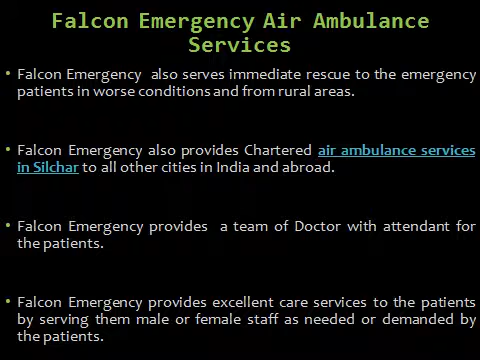 Falcon Emergency Air Ambulance
Services
• Falcon Emergency also serves immediate rescue to the emergency
patients in worse conditions and from rural areas.
• Falcon Emergency also provides Chartered air ambulance services
in Silchar to all other cities in India and abroad.
• Falcon Emergency provides a team of Doctor with attendant for
the patients.
• Falcon Emergency provides excellent care services to the patients
by serving them male or female staff as needed or demanded by
the patients.